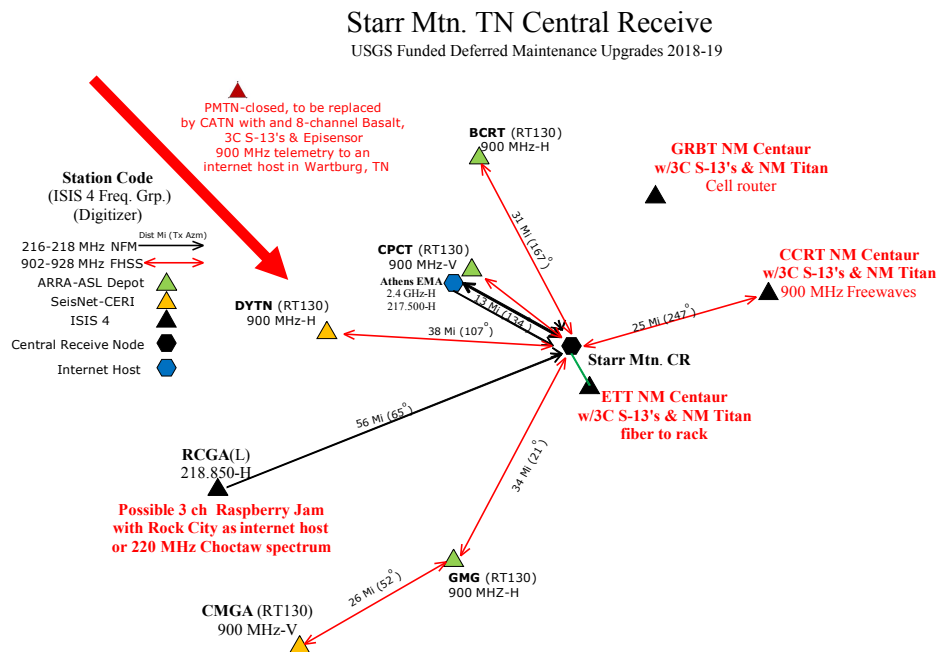 Starr Mtn. TN Central Receive
USGS Funded Deferred Maintenance Upgrades 2018-19
PMTN-closed, to be replaced
by CATN with and 8-channel Basalt,
3C S-13's & Episensor
900 MHz telemetry to an
internet host in Wartburg, TN
BCRT (RT130)
900 MHz-H
GRBT NM Centaur
w/3C S-13's & NM Titan
Cell router
Station Code
(ISIS 4 Freq. Grp.)
(Digitizer)
Dist Mi (Tx Azm)
216-218 MHz NFM
902-928 MHz FHSS
ARRA-ASL Depot
SeisNet-CERI
ISIS 4
Central Receive Node
Internet Host
31 Mi (167°)
CPCT (RT130)
900 MHz-V
Athens EMA
2.4 GHz-H
217.500-H
13 Mi (134°)
CCRT NM Centaur
w/3C S-13's & NM Titan
900 MHz Freewaves
25 Mi (247°)
DYTN (RT130)
900 MHz-H
38 Mi (107°)
Starr Mtn. CR
ETT NM Centaur
w/3C S-13's & NM Titan
fiber to rack
56 Mi (65°)
RCGA(L)
218.850-H
Possible 3 ch  Raspberry Jam
with Rock City as internet host
or 220 MHz Choctaw spectrum
34 Mi (21°)
GMG (RT130)
900 MHZ-H
26 Mi (52°)
CMGA (RT130)
900 MHz-V